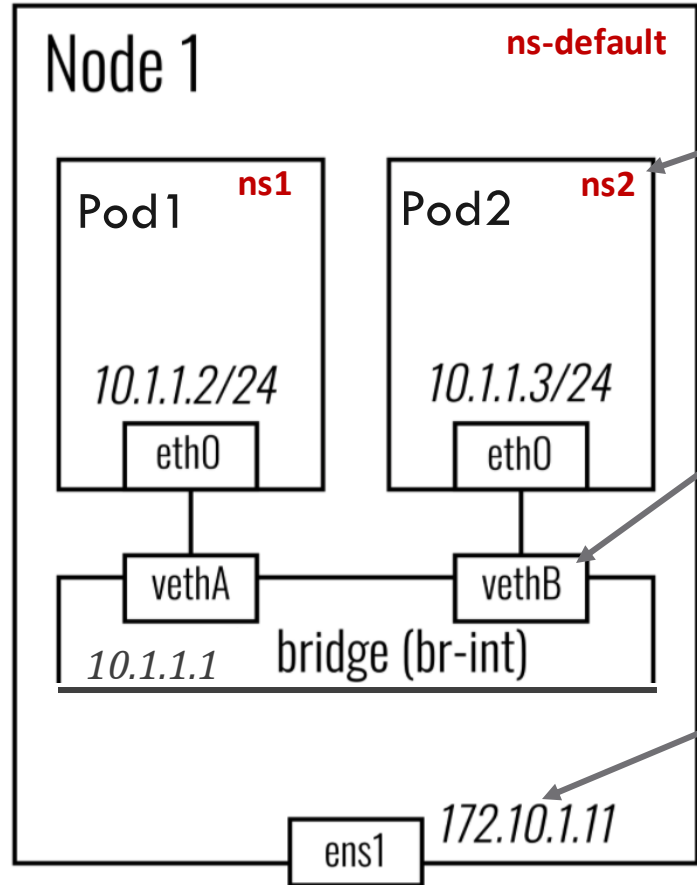 Node 1
ns-default
ns1
ns2
Pod1
Pod2
10.1.1.2/24
10.1.1.3/24
eth0
eth0
vethA
vethB
10.1.1.1
bridge (br-int)
172.10.1.11
ens1